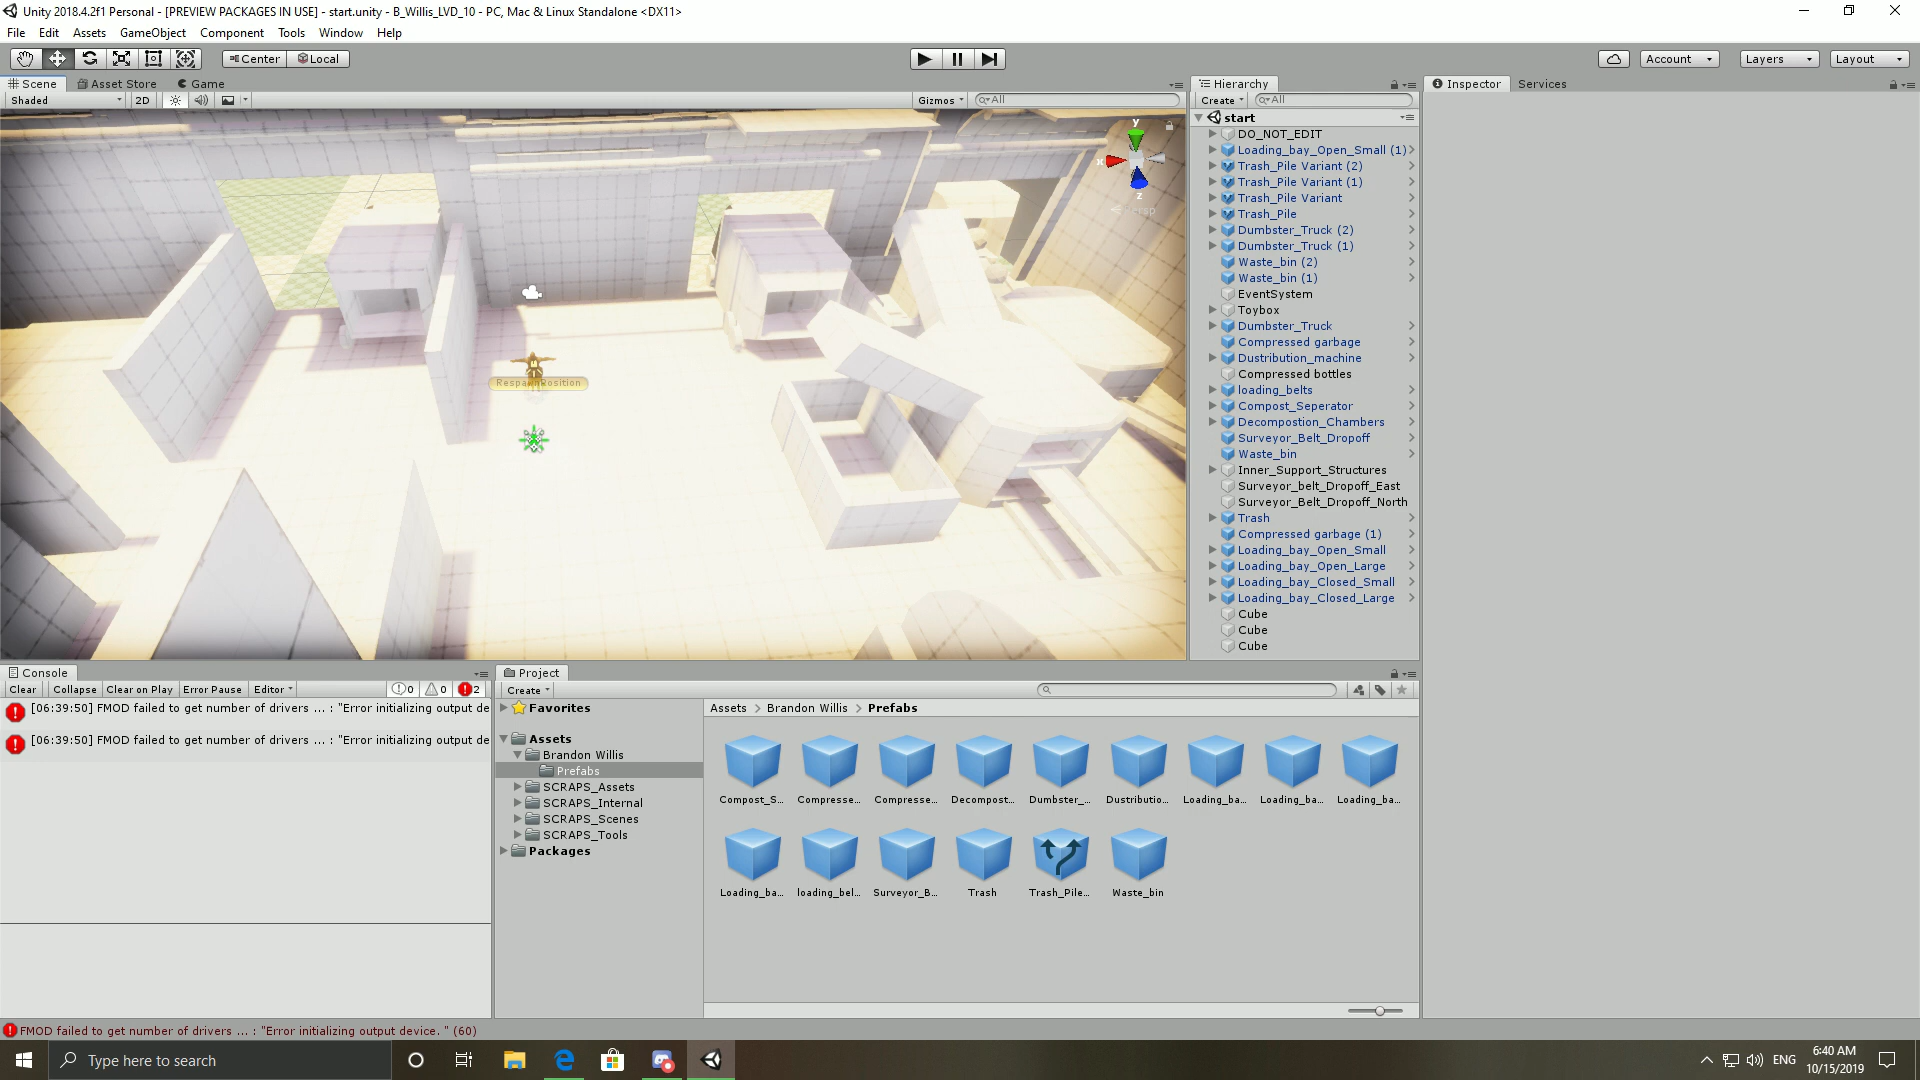 Unity 2018.4.2f1 Personal - [PREVIEW PACKAGES IN USE] - start.unity - B_Willis_LVD_10 - PC, Mac & Linux Standalone <DX11>
File Edit Assets GameObject Component Tools Window Help
Center Local Account Layers Layout
Scene Asset Store Game
Shaded 2D Gizmos All
y
x
z
Persp
RespawnPosition
Hierarchy
Create All
start
DO_NOT_EDIT
Loading_bay_Open_Small (1)
Trash_Pile Variant (2)
Trash_Pile Variant (1)
Trash_Pile Variant
Trash_Pile
Dumbster_Truck (2)
Dumbster_Truck (1)
Waste_bin (2)
Waste_bin (1)
EventSystem
Toybox
Dumbster_Truck
Compressed garbage
Dustribution_machine
Compressed bottles
loading_belts
Compost_Seperator
Decompostion_Chambers
Surveyor_Belt_Dropoff
Waste_bin
Inner_Support_Structures
Surveyor_belt_Dropoff_East
Surveyor_Belt_Dropoff_North
Trash
Compressed garbage (1)
Loading_bay_Open_Small
Loading_bay_Open_Large
Loading_bay_Closed_Small
Loading_bay_Closed_Large
Cube
Cube
Cube
Inspector Services
Console
Clear Collapse Clear on Play Error Pause Editor 0 0 2
[06:39:50] FMOD failed to get number of drivers ... : "Error initializing output de
[06:39:50] FMOD failed to get number of drivers ... : "Error initializing output de
Project
Create
Favorites
Assets
Brandon Willis
Prefabs
SCRAPS_Assets
SCRAPS_Internal
SCRAPS_Scenes
SCRAPS_Tools
Packages
Assets > Brandon Willis > Prefabs
Compost_S... Compresse... Compresse... Decompost... Dumbster_... Dustributio... Loading_ba... Loading_ba... Loading_ba...
Loading_ba... loading_bel... Surveyor_B... Trash Trash_Pile... Waste_bin
FMOD failed to get number of drivers ... : "Error initializing output device. " (60)
Type here to search
ENG
6:40 AM
10/15/2019